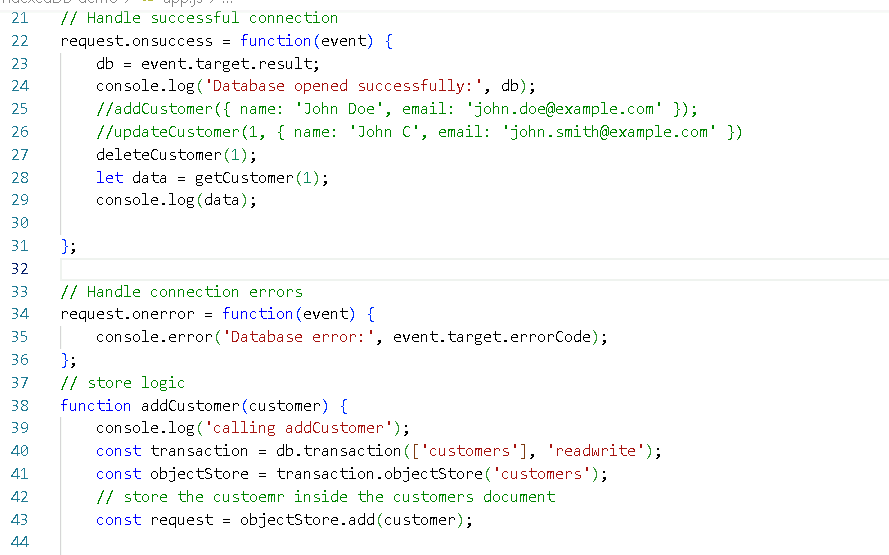 IndexedDB demo > app.js > ...
21 // Handle successful connection
22 request.onsuccess = function(event) {
23 db = event.target.result;
24 console.log('Database opened successfully:', db);
25 //addCustomer({ name: 'John Doe', email: 'john.doe@example.com' });
26 //updateCustomer(1, { name: 'John C', email: 'john.smith@example.com' })
27 deleteCustomer(1);
28 let data = getCustomer(1);
29 console.log(data);
30
31 };
32
33 // Handle connection errors
34 request.onerror = function(event) {
35 console.error('Database error:', event.target.errorCode);
36 };
37 // store logic
38 function addCustomer(customer) {
39 console.log('calling addCustomer');
40 const transaction = db.transaction(['customers'], 'readwrite');
41 const objectStore = transaction.objectStore('customers');
42 // store the custoemr inside the customers document
43 const request = objectStore.add(customer);
44